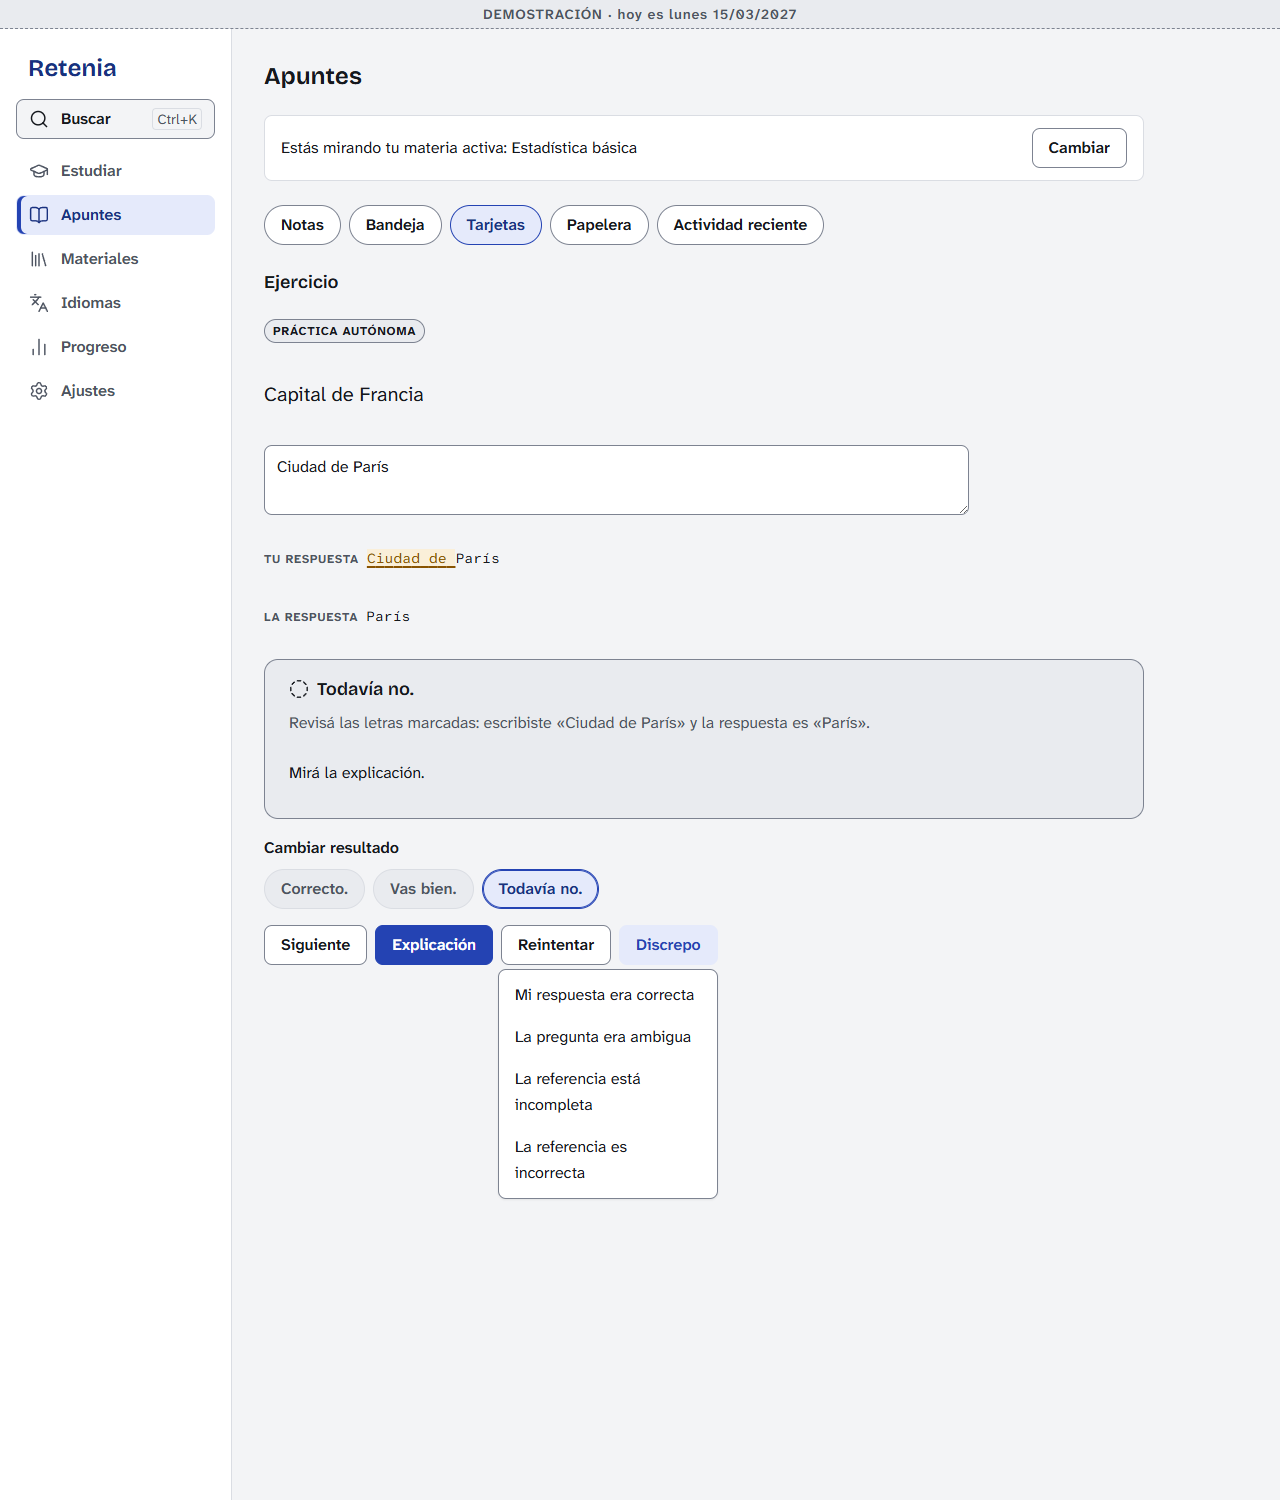 DEMOSTRACIÓN · hoy es lunes 15/03/2027
Retenia
Buscar Ctrl+K
Estudiar
Apuntes
Materiales
Idiomas
Progreso
Ajustes
Apuntes
Estás mirando tu materia activa: Estadística básica
Cambiar
Notas Bandeja Tarjetas Papelera Actividad reciente
Ejercicio
PRÁCTICA AUTÓNOMA
Capital de Francia
Ciudad de París
TU RESPUESTA Ciudad de París
LA RESPUESTA París
Todavía no.
Revisá las letras marcadas: escribiste «Ciudad de París» y la respuesta es «París».
Mirá la explicación.
Cambiar resultado
Correcto. Vas bien. Todavía no.
Siguiente Explicación Reintentar Discrepo
Mi respuesta era correcta
La pregunta era ambigua
La referencia está
incompleta
La referencia es
incorrecta